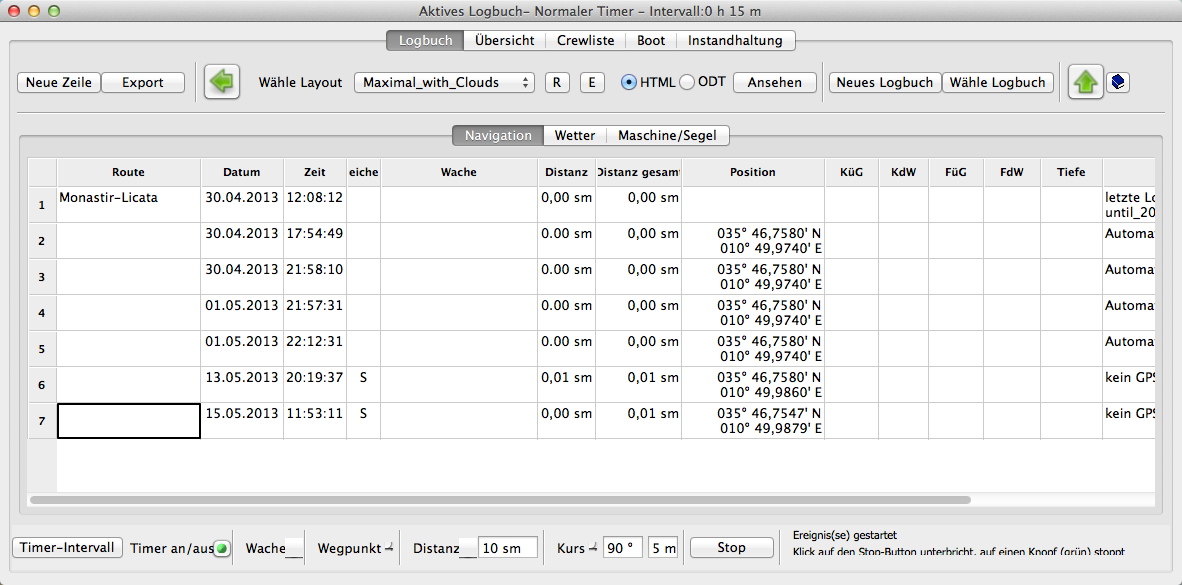 Aktives Logbuch– Normaler Timer – Intervall:0 h 15 m
Logbuch Übersicht Crewliste Boot Instandhaltung
Neue Zeile Export Wähle Layout Maximal_with_Clouds R E HTML ODT Ansehen Neues Logbuch Wähle Logbuch
Navigation Wetter Maschine/Segel
Route Datum Zeit eiche Wache Distanz Distanz gesamt Position KüG KdW FüG FdW Tiefe
1 Monastir–Licata 30.04.2013 12:08:12 0,00 sm 0,00 sm letzte Lo
until_20
2 30.04.2013 17:54:49 0.00 sm 0,00 sm 035° 46,7580' N Automa
010° 49,9740' E
3 30.04.2013 21:58:10 0.00 sm 0,00 sm 035° 46,7580' N Automa
010° 49,9740' E
4 01.05.2013 21:57:31 0.00 sm 0,00 sm 035° 46,7580' N Automa
010° 49,9740' E
5 01.05.2013 22:12:31 0.00 sm 0,00 sm 035° 46,7580' N Automa
010° 49,9740' E
6 13.05.2013 20:19:37 S 0,01 sm 0,01 sm 035° 46,7580' N kein GPS
010° 49,9860' E
7 15.05.2013 11:53:11 S 0,00 sm 0,01 sm 035° 46,7547' N kein GPS
010° 49,9879' E
Timer-Intervall Timer an/aus Wache Wegpunkt Distanz 10 sm Kurs 90 ° 5 m Stop
Ereignis(se) gestartet
Klick auf den Stop-Button unterbricht, auf einen Knopf (grün) stoppt